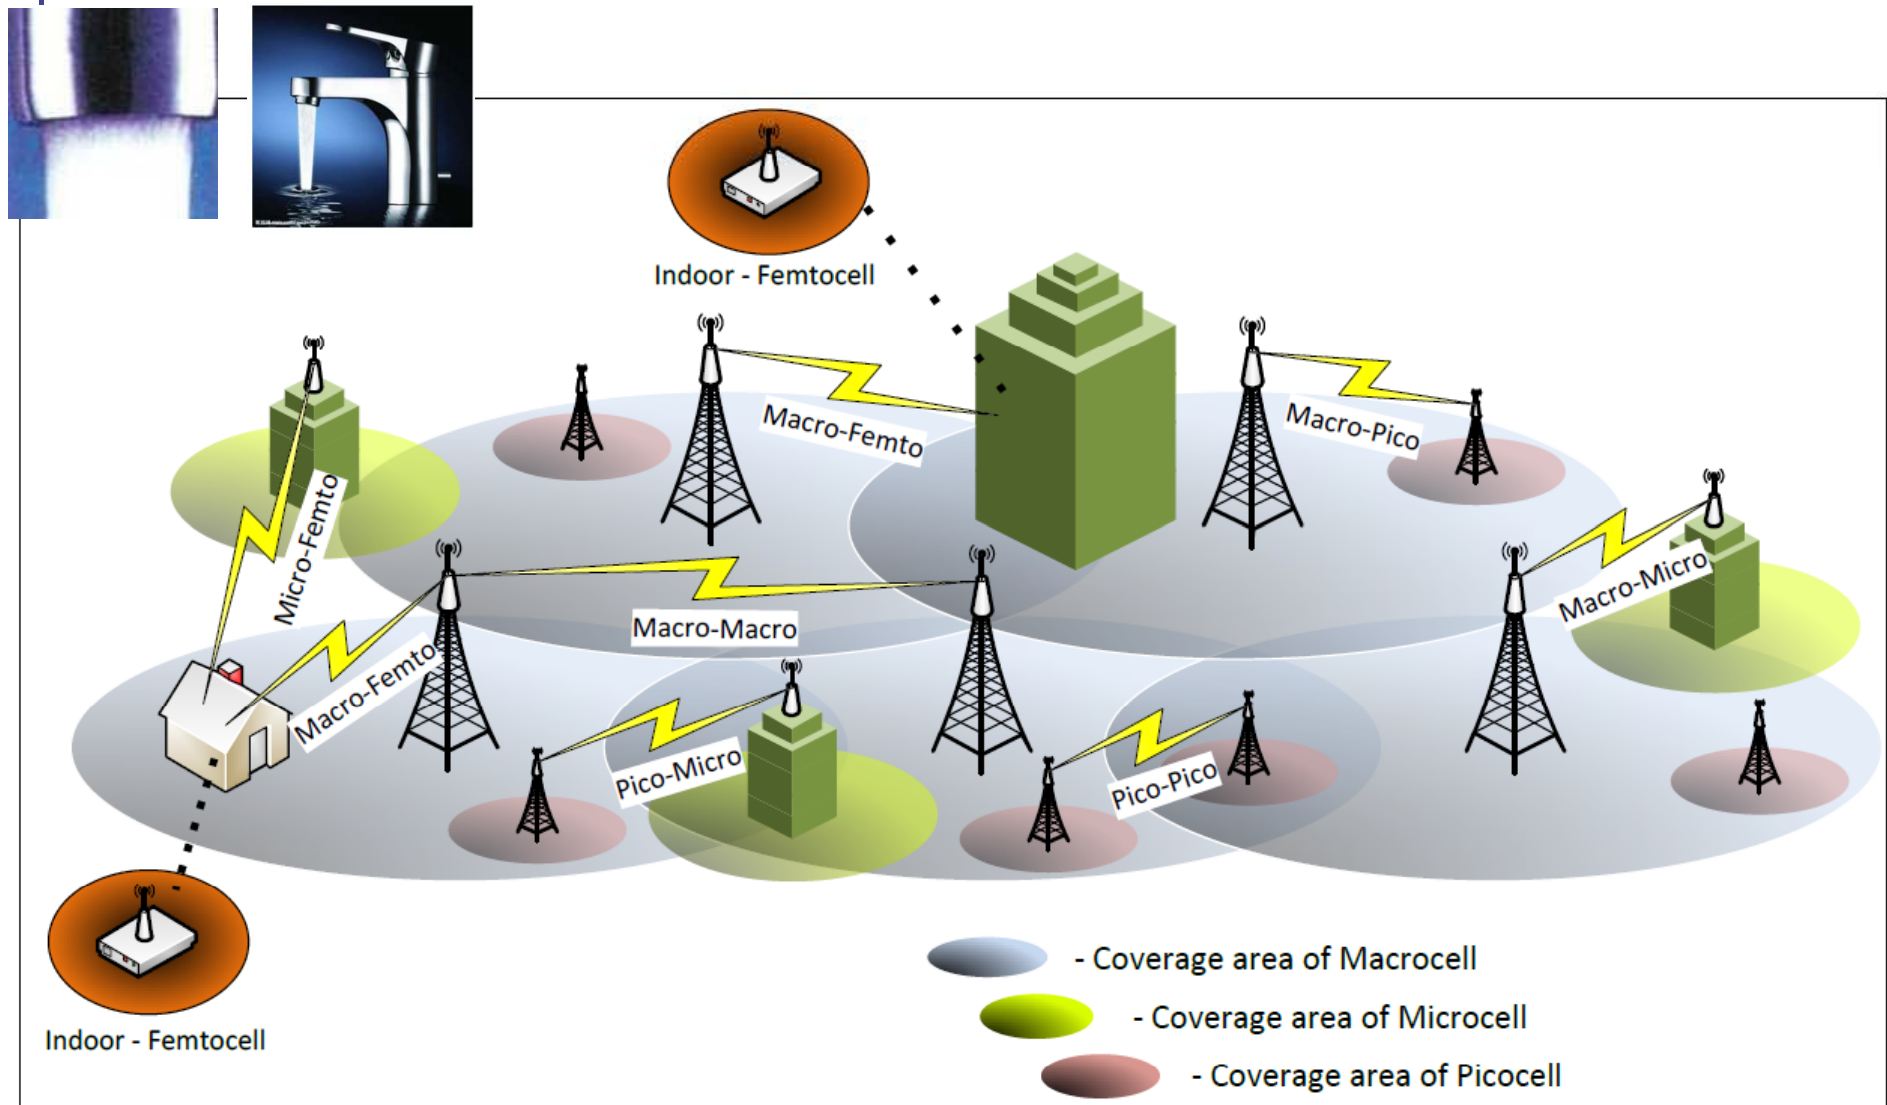 Indoor - Femtocell
Macro-Femto
Macro-Pico
Micro-Femto
Macro-Micro
Macro-Macro
Macro-Femto
Pico-Micro
Pico-Pico
Indoor - Femtocell
- Coverage area of Macrocell
- Coverage area of Microcell
- Coverage area of Picocell